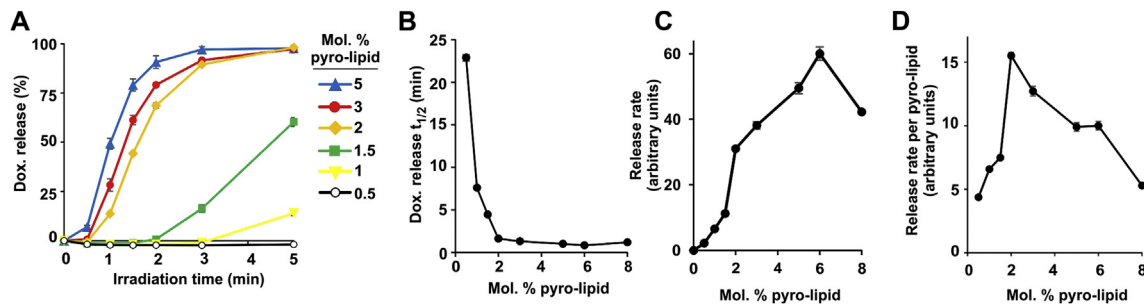 A
Dox. release (%)
100
75
50
25
0
0
1
2
3
4
5
Irradiation time (min)
Mol. %
pyro-lipid
5
3
2
1.5
1
0.5
B
Dox. release t1/2 (min)
25
20
15
10
5
0
0
2
4
6
8
Mol. % pyro-lipid
C
Release rate
(arbitrary units)
60
40
20
0
0
2
4
6
8
Mol. % pyro-lipid
D
Release rate per pyro-lipid
(arbitrary units)
15
10
5
0
0
2
4
6
8
Mol. % pyro-lipid